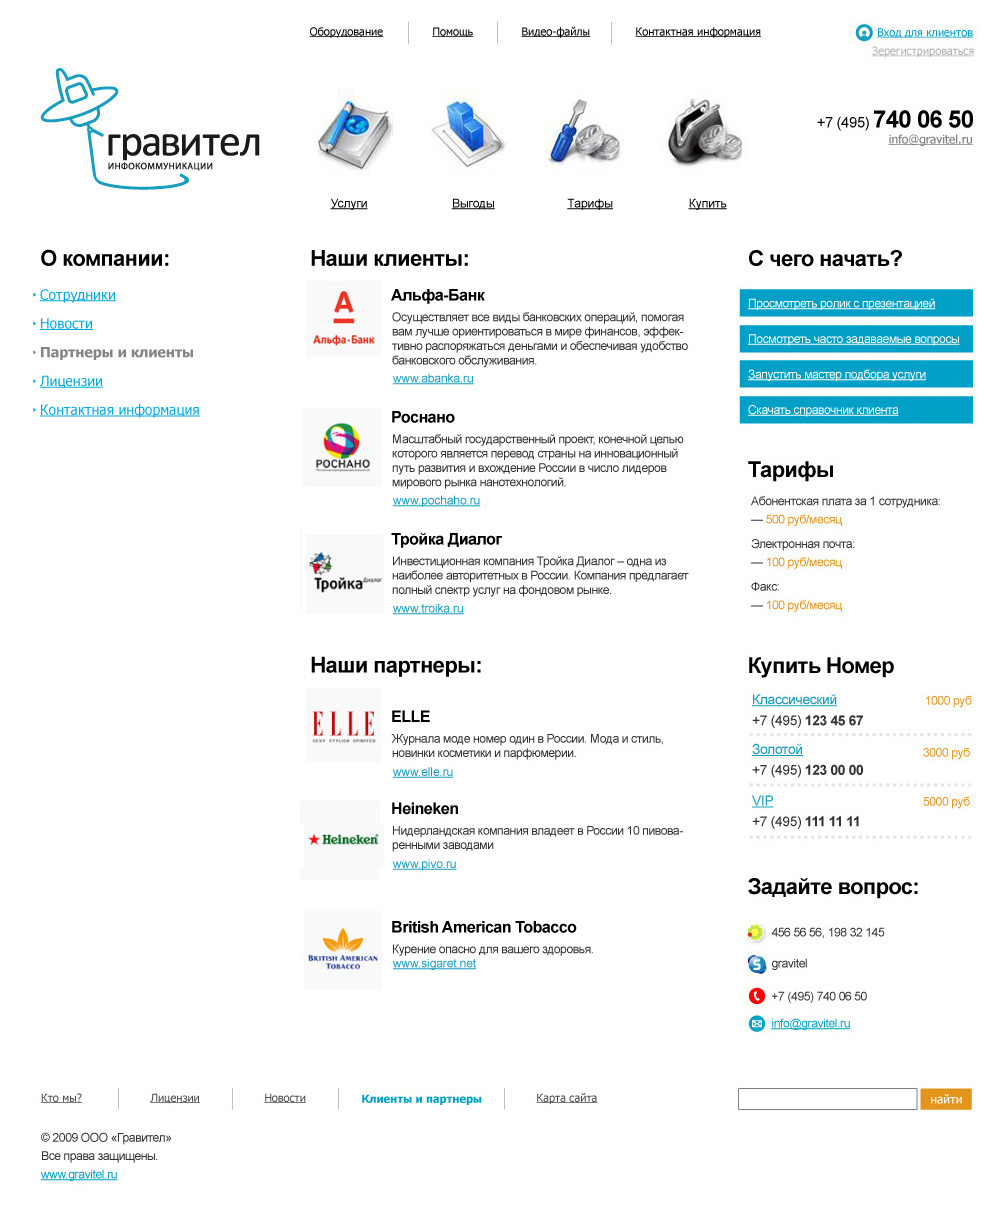 Оборудование
Помощь
Видео-файлы
Контактная информация
Вход для клиентов
Зерегистрироваться
гравител
ИНФОКОММУНИКАЦИИ
+7 (495) 740 06 50
info@gravitel.ru
Услуги
Выгоды
Тарифы
Купить
О компании:
Сотрудники
Новости
Партнеры и клиенты
Лицензии
Контактная информация
Наши клиенты:
Альфа·Банк
Альфа-Банк
Осуществляет все виды банковских операций, помогая
вам лучше ориентироваться в мире финансов, эффек-
тивно распоряжаться деньгами и обеспечивая удобство
банковского обслуживания.
www.abanka.ru
РОСНАНО
Роснано
Масштабный государственный проект, конечной целью
которого является перевод страны на инновационный
путь развития и вхождение России в число лидеров
мирового рынка нанотехнологий.
www.pochaho.ru
Тройка Диалог
Тройка Диалог
Инвестиционная компания Тройка Диалог – одна из
наиболее авторитетных в России. Компания предлагает
полный спектр услуг на фондовом рынке.
www.troika.ru
Наши партнеры:
ELLE
SEXY STYLISH SPIRITED
ELLE
Журнала моде номер один в России. Мода и стиль,
новинки косметики и парфюмерии.
www.elle.ru
Heineken
Heineken
Нидерландская компания владеет в России 10 пивова-
ренными заводами
www.pivo.ru
BRITISH AMERICAN
TOBACCO
British American Tobacco
Курение опасно для вашего здоровья.
www.sigaret.net
С чего начать?
Просмотреть ролик с презентацией
Посмотреть часто задаваемые вопросы
Запустить мастер подбора услуги
Скачать справочник клиента
Тарифы
Абонентская плата за 1 сотрудника:
— 500 руб/месяц
Электронная почта:
— 100 руб/месяц
Факс:
— 100 руб/месяц
Купить Номер
Классический 1000 руб
+7 (495) 123 45 67
Золотой 3000 руб
+7 (495) 123 00 00
VIP 5000 руб
+7 (495) 111 11 11
Задайте вопрос:
456 56 56, 198 32 145
gravitel
+7 (495) 740 06 50
info@gravitel.ru
Кто мы?
Лицензии
Новости
Клиенты и партнеры
Карта сайта
найти
© 2009 ООО «Гравител»
Все права защищены.
www.gravitel.ru